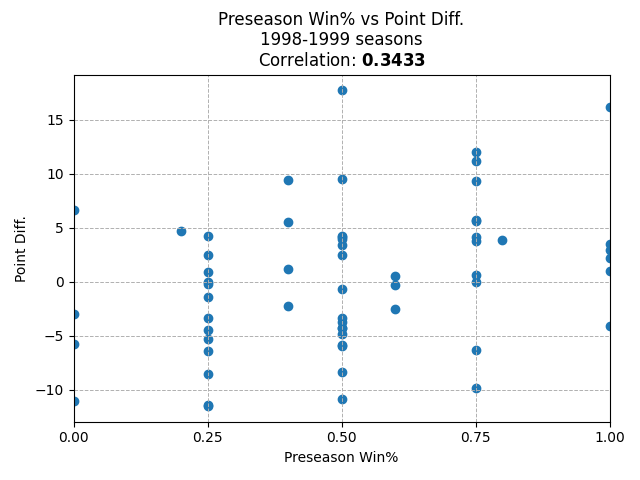 Preseason Win% vs Point Diff.
1998-1999 seasons
Correlation: 0.3433
Point Diff.
15
10
5
0
−5
−10
0.00 0.25 0.50 0.75 1.00
Preseason Win%